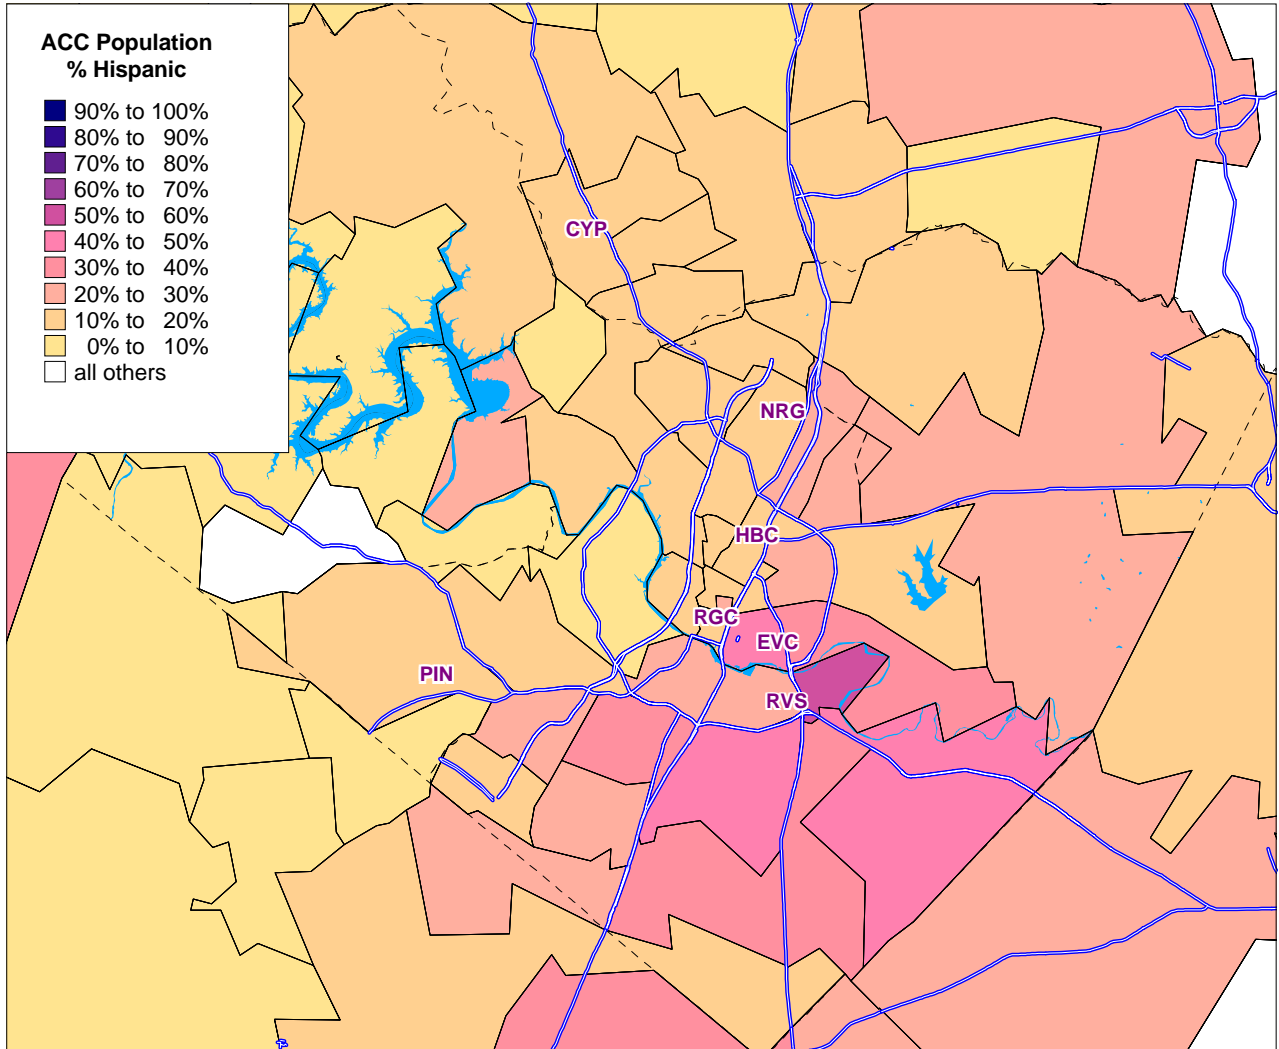 ACC Population
% Hispanic
90% to 100%
80% to 90%
70% to 80%
60% to 70%
50% to 60%
40% to 50%
30% to 40%
20% to 30%
10% to 20%
0% to 10%
all others
CYP
NRG
HBC
RGC
EVC
PIN
RVS